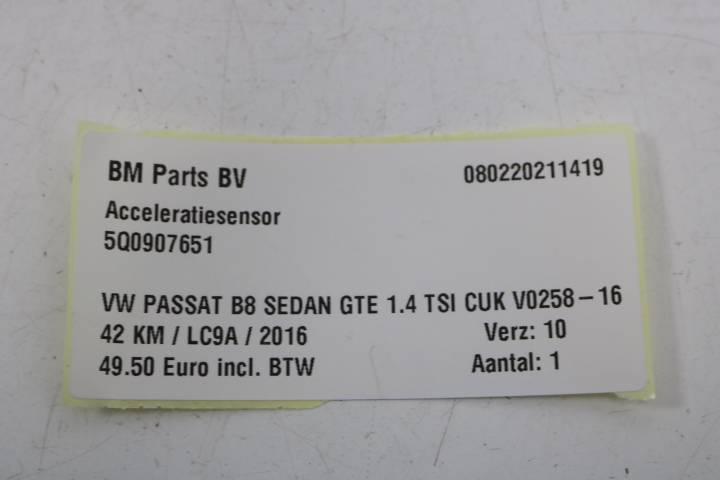 BM Parts BV 080220211419
Acceleratiesensor
5Q0907651
VW PASSAT B8 SEDAN GTE 1.4 TSI CUK V0258-16
42 KM / LC9A / 2016 Verz: 10
49.50 Euro incl. BTW Aantal: 1